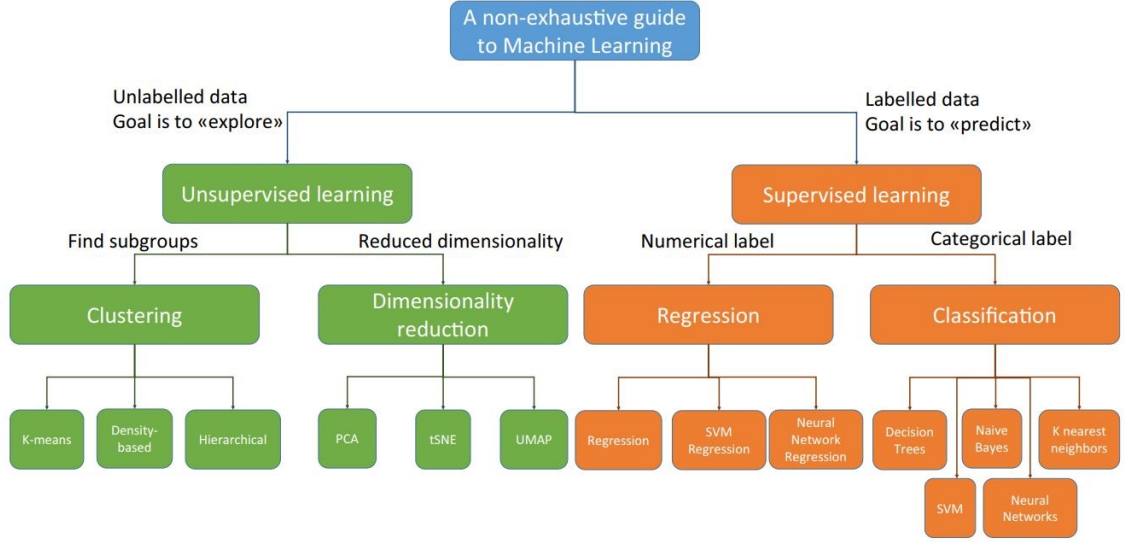 A non-exhaustive guide
to Machine Learning
Unlabelled data
Goal is to «explore»
Labelled data
Goal is to «predict»
Unsupervised learning
Supervised learning
Find subgroups
Reduced dimensionality
Numerical label
Categorical label
Clustering
Dimensionality
reduction
Regression
Classification
K-means
Density-
based
Hierarchical
PCA
tSNE
UMAP
Regression
SVM
Regression
Neural
Network
Regression
Decision
Trees
Naive
Bayes
K nearest
neighbors
SVM
Neural
Networks